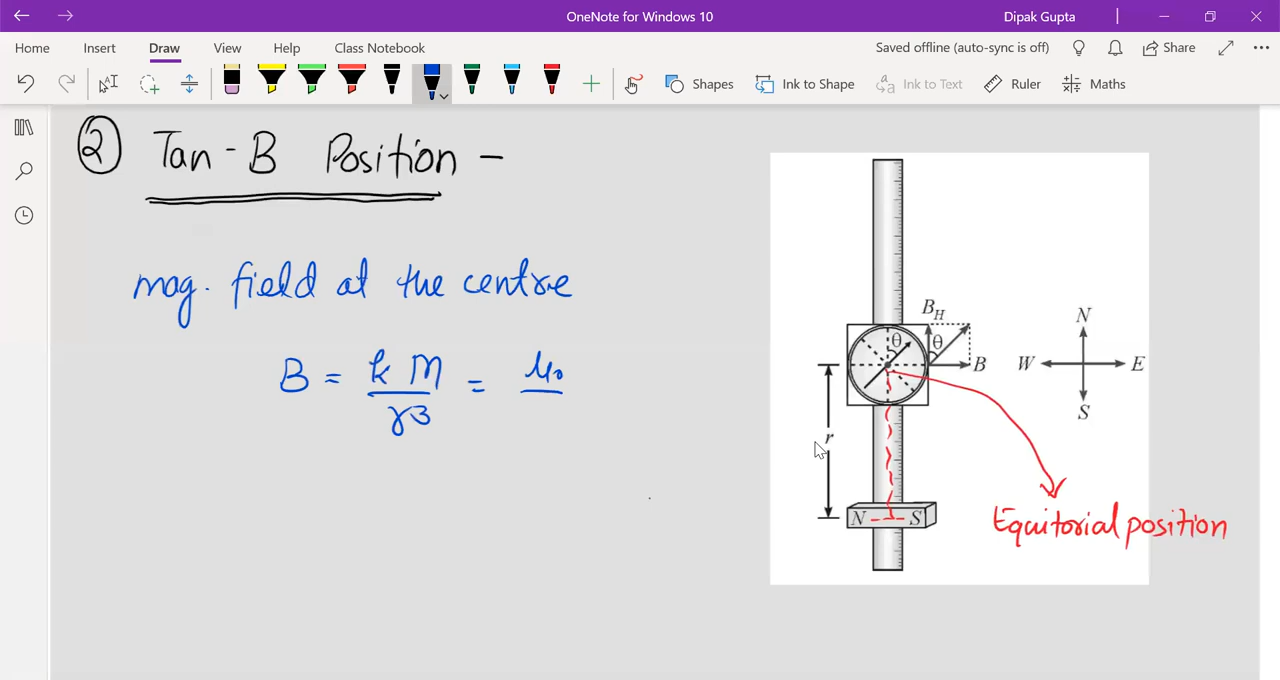 OneNote for Windows 10
Dipak Gupta
Home Insert Draw View Help Class Notebook
Saved offline (auto-sync is off) Share
Shapes Ink to Shape Ink to Text Ruler Maths
2 Tan-B Position -
mag. field at the centre
B = k M / r3 = μ0
BH
θ θ
B
N
W E
S
r
N S
Equitorial position